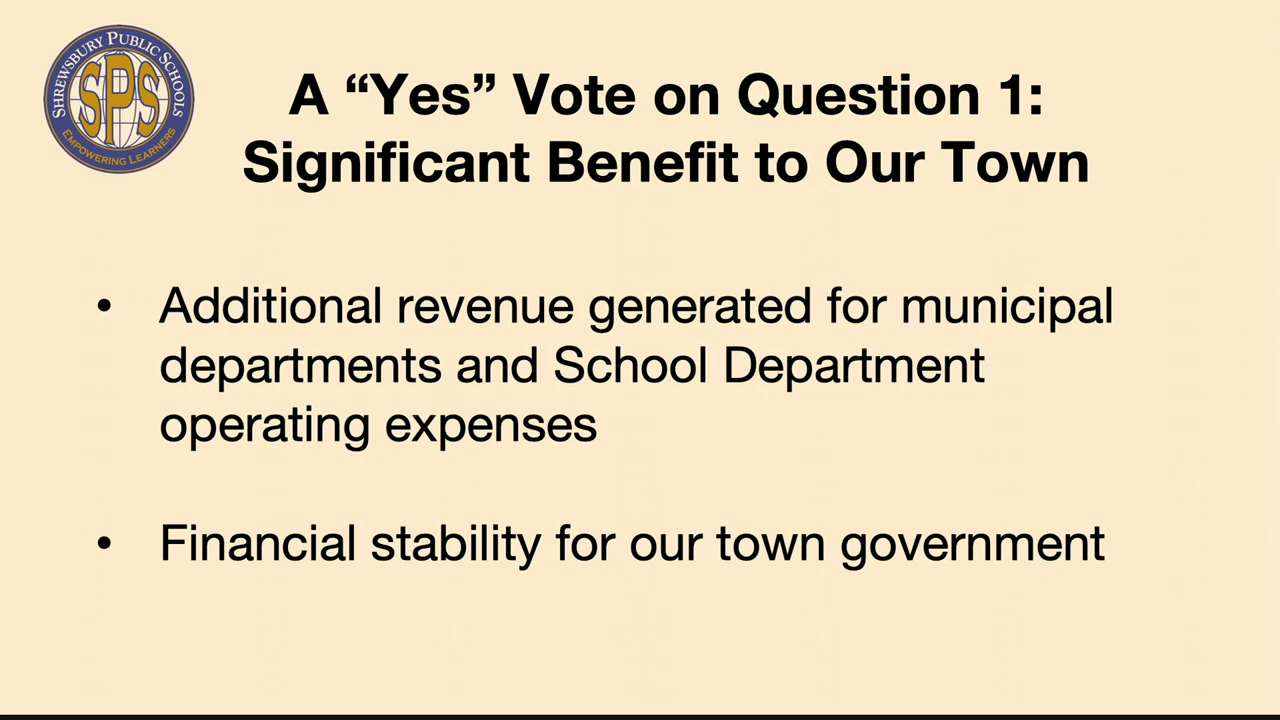 SHREWSBURY PUBLIC SCHOOLS
SPS
EMPOWERING LEARNERS
A “Yes” Vote on Question 1:
Significant Benefit to Our Town
• Additional revenue generated for municipal
departments and School Department
operating expenses
• Financial stability for our town government